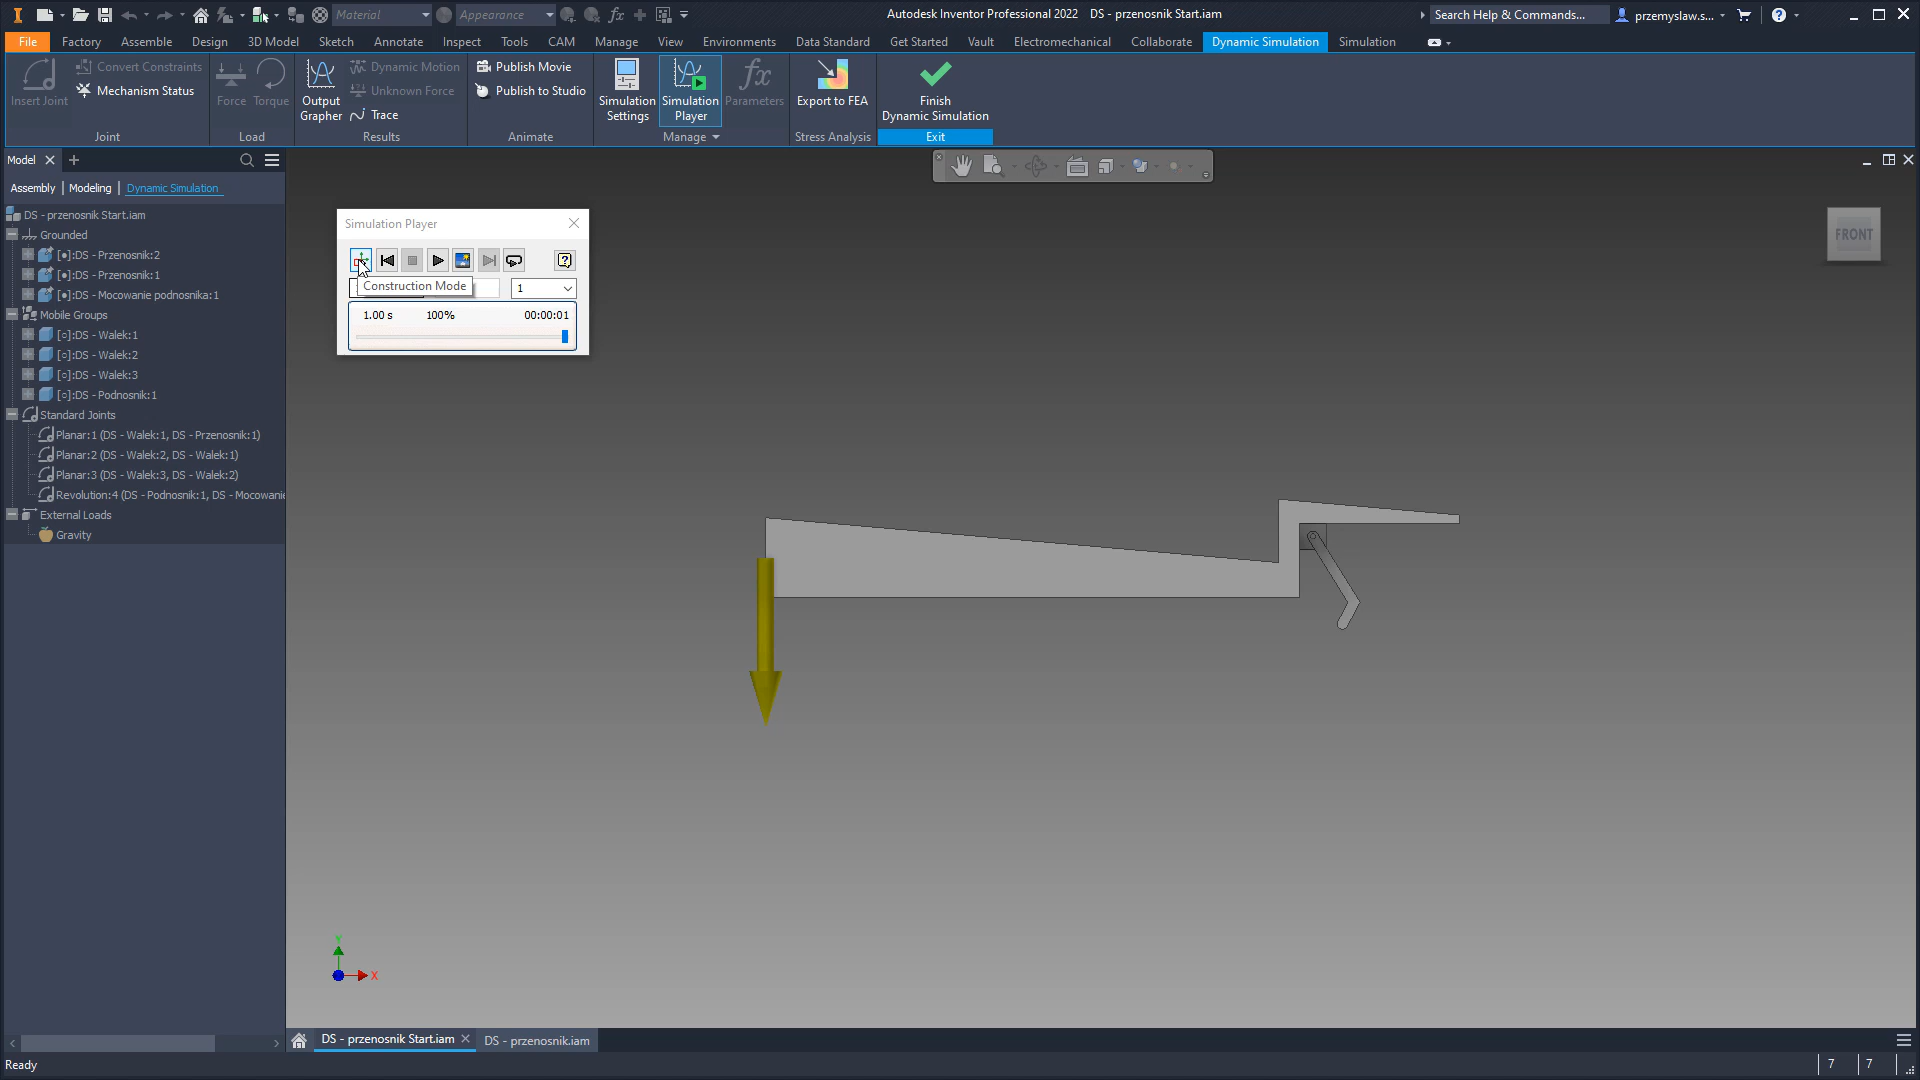 Material
Appearance
fx
Autodesk Inventor Professional 2022 DS - przenosnik Start.iam
Search Help & Commands...
przemyslaw.s...
File Factory Assemble Design 3D Model Sketch Annotate Inspect Tools CAM Manage View Environments Data Standard Get Started Vault Electromechanical Collaborate Dynamic Simulation Simulation
Insert Joint
Convert Constraints
Mechanism Status
Joint
Force
Torque
Load
Output
Grapher
Dynamic Motion
Unknown Force
Trace
Results
Publish Movie
Publish to Studio
Animate
Simulation
Settings
Simulation
Player
fx
Parameters
Manage
Export to FEA
Stress Analysis
Finish
Dynamic Simulation
Exit
Model
Assembly | Modeling | Dynamic Simulation
DS - przenosnik Start.iam
Grounded
[●]:DS - Przenosnik:2
[●]:DS - Przenosnik:1
[●]:DS - Mocowanie podnosnika:1
Mobile Groups
[○]:DS - Walek:1
[○]:DS - Walek:2
[○]:DS - Walek:3
[○]:DS - Podnosnik:1
Standard Joints
Planar:1 (DS - Walek:1, DS - Przenosnik:1)
Planar:2 (DS - Walek:2, DS - Walek:1)
Planar:3 (DS - Walek:3, DS - Walek:2)
Revolution:4 (DS - Podnosnik:1, DS - Mocowanie
External Loads
Gravity
Simulation Player
Construction Mode
1
1.00 s 100% 00:00:01
FRONT
Y
X
DS - przenosnik Start.iam
DS - przenosnik.iam
Ready
7 7